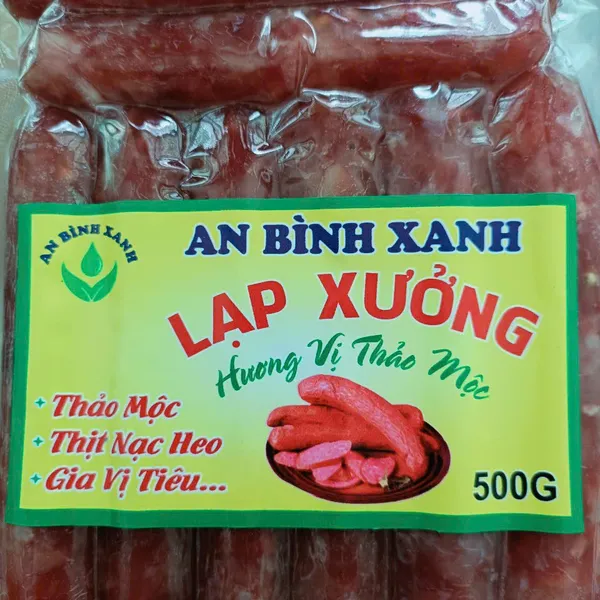 AN BÌNH XANH
AN BÌNH XANH
LẠP XƯỞNG
Hương Vị Thảo Mộc
+ Thảo Mộc
+ Thịt Nạc Heo
+ Gia Vị Tiêu...
500G